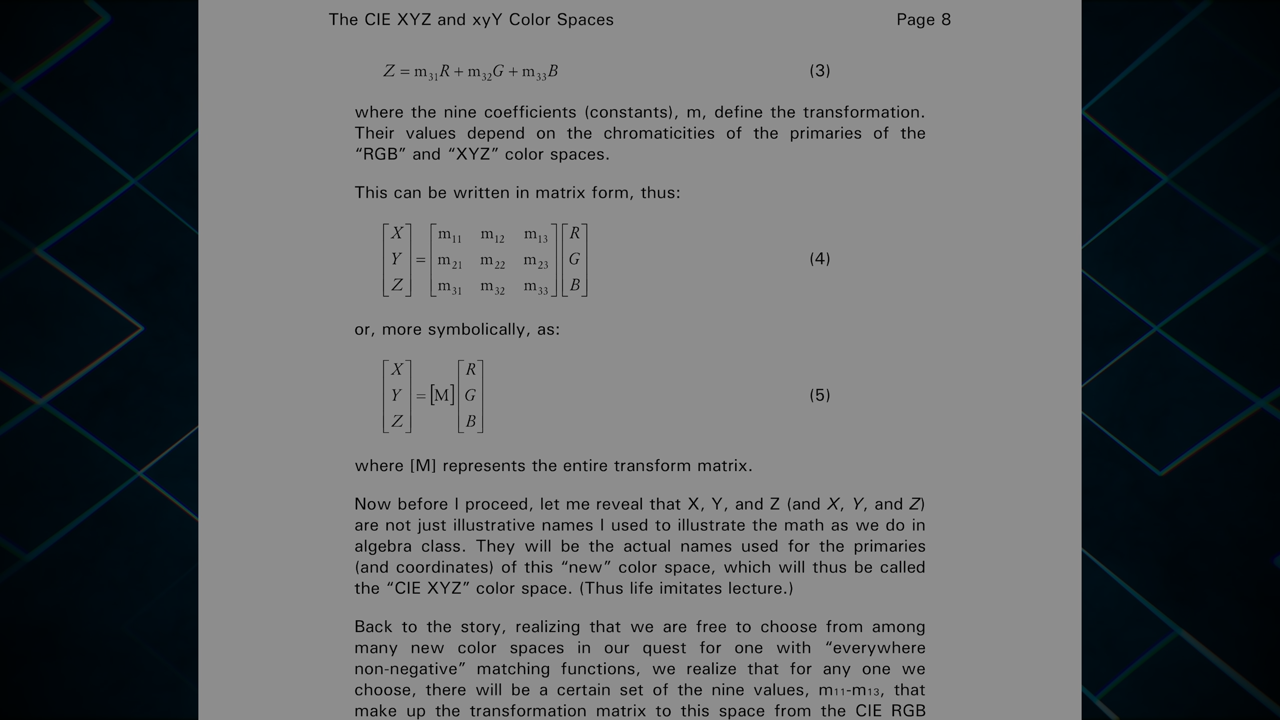 The CIE XYZ and xyY Color Spaces Page 8
Z = m₃₁R + m₃₂G + m₃₃B (3)
where the nine coefficients (constants), m, define the transformation.
Their values depend on the chromaticities of the primaries of the
“RGB” and “XYZ” color spaces.
This can be written in matrix form, thus:
[X] [m₁₁ m₁₂ m₁₃] [R]
[Y] = [m₂₁ m₂₂ m₂₃] [G] (4)
[Z] [m₃₁ m₃₂ m₃₃] [B]
or, more symbolically, as:
[X] [R]
[Y] = [M] [G] (5)
[Z] [B]
where [M] represents the entire transform matrix.
Now before I proceed, let me reveal that X, Y, and Z (and X, Y, and Z)
are not just illustrative names I used to illustrate the math as we do in
algebra class. They will be the actual names used for the primaries
(and coordinates) of this “new” color space, which will thus be called
the “CIE XYZ” color space. (Thus life imitates lecture.)
Back to the story, realizing that we are free to choose from among
many new color spaces in our quest for one with “everywhere
non-negative” matching functions, we realize that for any one we
choose, there will be a certain set of the nine values, m₁₁-m₁₃, that
make up the transformation matrix to this space from the CIE RGB